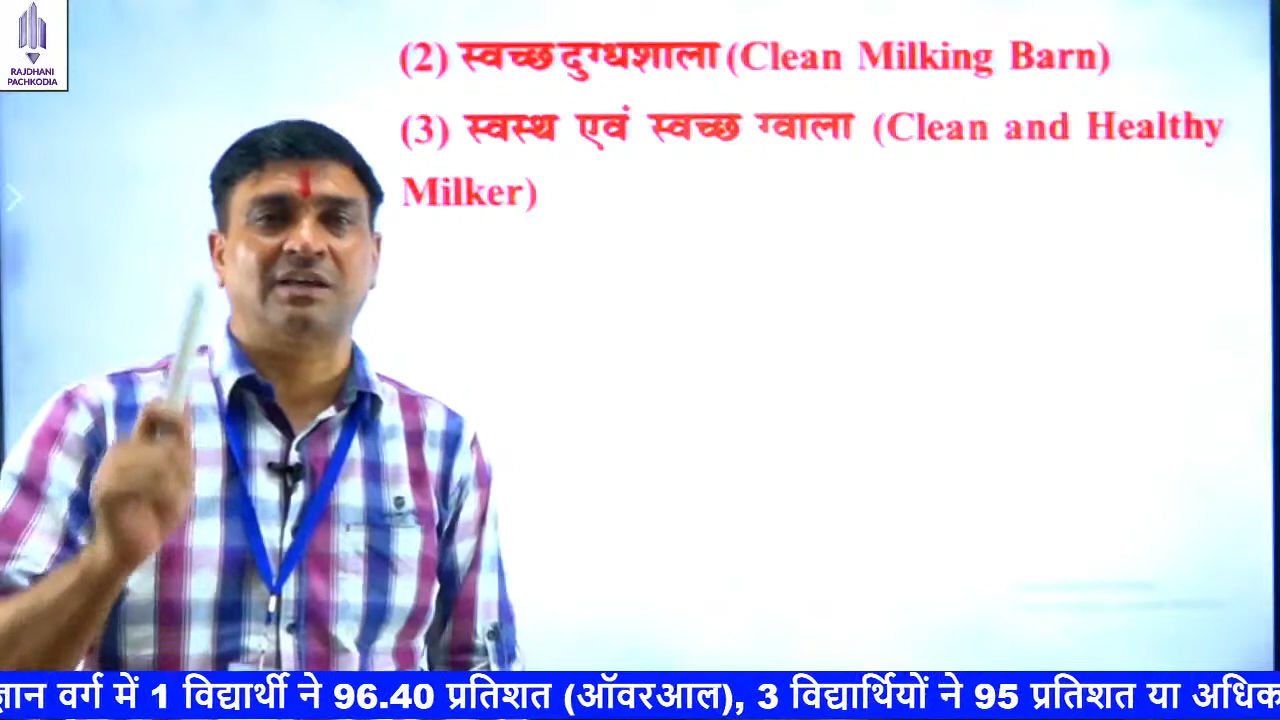 RAJDHANI
PACHKODIA
(2) स्वच्छ दुग्धशाला (Clean Milking Barn)
(3) स्वस्थ एवं स्वच्छ ग्वाला (Clean and Healthy
Milker)
वर्ग में 1 विद्यार्थी ने 96.40 प्रतिशत (ऑवरआल), 3 विद्यार्थियों ने 95 प्रतिशत या अधिक